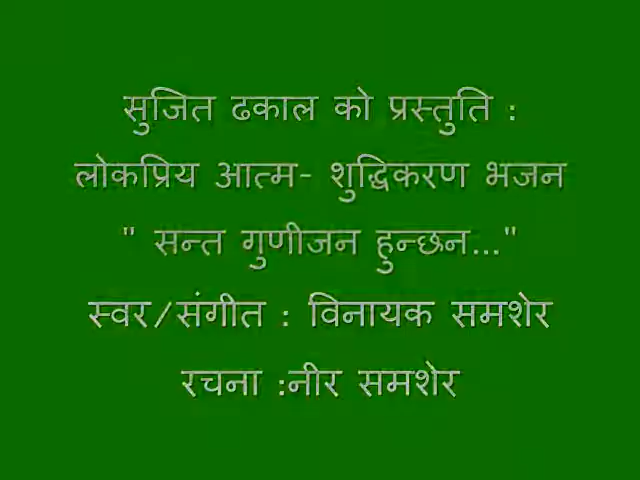 सुजित ढकाल को प्रस्तुति :
लोकप्रिय आत्म- शुद्धिकरण भजन
" सन्त गुणीजन हुन्छन..."
स्वर/संगीत : विनायक समशेर
रचना :नीर समशेर